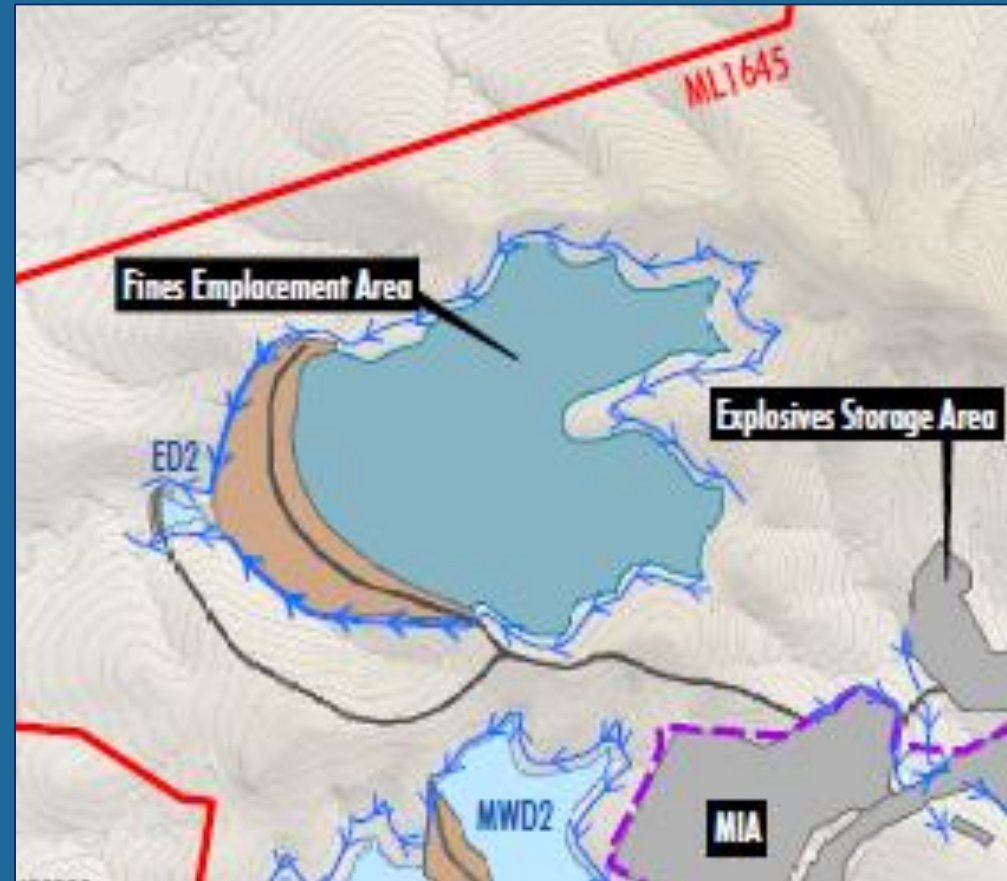 ML1645
Fines Emplacement Area
Explosives Storage Area
ED2
MWD2
MIA